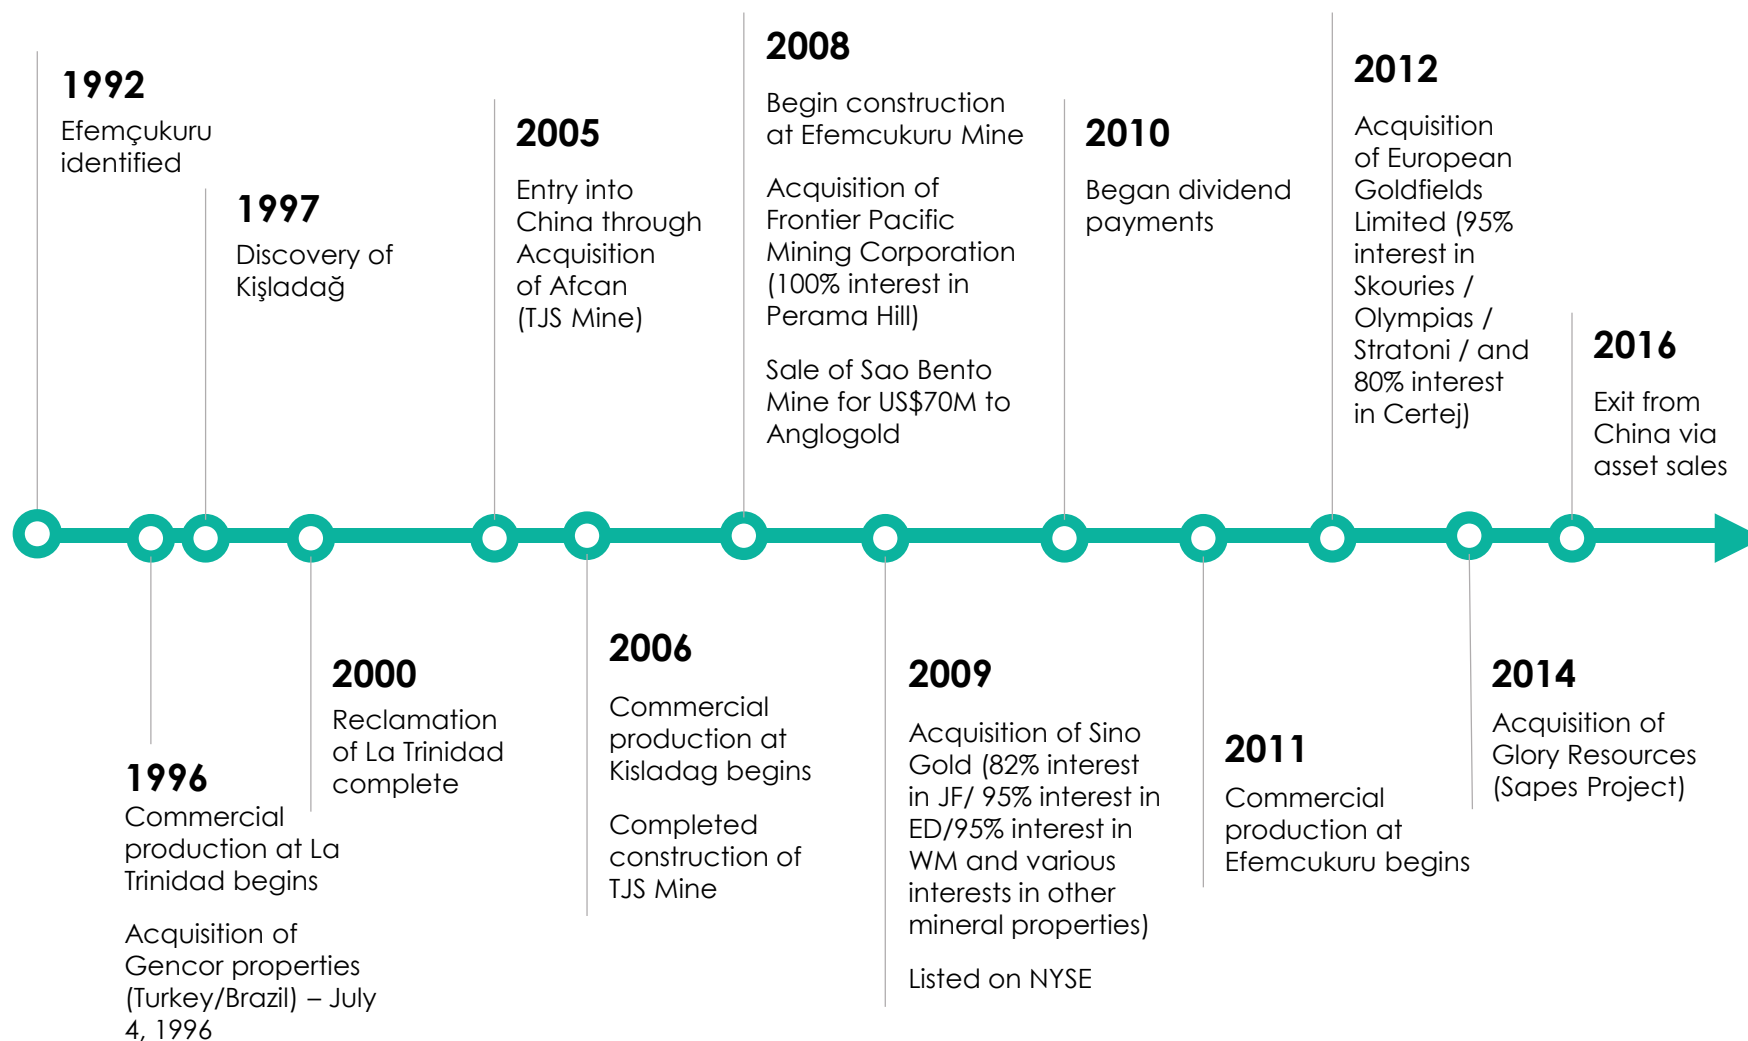 1992
Efemçukuru
identified
1996
Commercial
production at La
Trinidad begins
Acquisition of
Gencor properties
(Turkey/Brazil) – July
4, 1996
1997
Discovery of
Kişladağ
2000
Reclamation
of La Trinidad
complete
2005
Entry into
China through
Acquisition
of Afcan
(TJS Mine)
2006
Commercial
production at
Kisladag begins
Completed
construction of
TJS Mine
2008
Begin construction
at Efemcukuru Mine
Acquisition of
Frontier Pacific
Mining Corporation
(100% interest in
Perama Hill)
Sale of Sao Bento
Mine for US$70M to
Anglogold
2009
Acquisition of Sino
Gold (82% interest
in JF/ 95% interest in
ED/95% interest in
WM and various
interests in other
mineral properties)
Listed on NYSE
2010
Began dividend
payments
2011
Commercial
production at
Efemcukuru begins
2012
Acquisition
of European
Goldfields
Limited (95%
interest in
Skouries /
Olympias /
Stratoni / and
80% interest
in Certej)
2014
Acquisition of
Glory Resources
(Sapes Project)
2016
Exit from
China via
asset sales